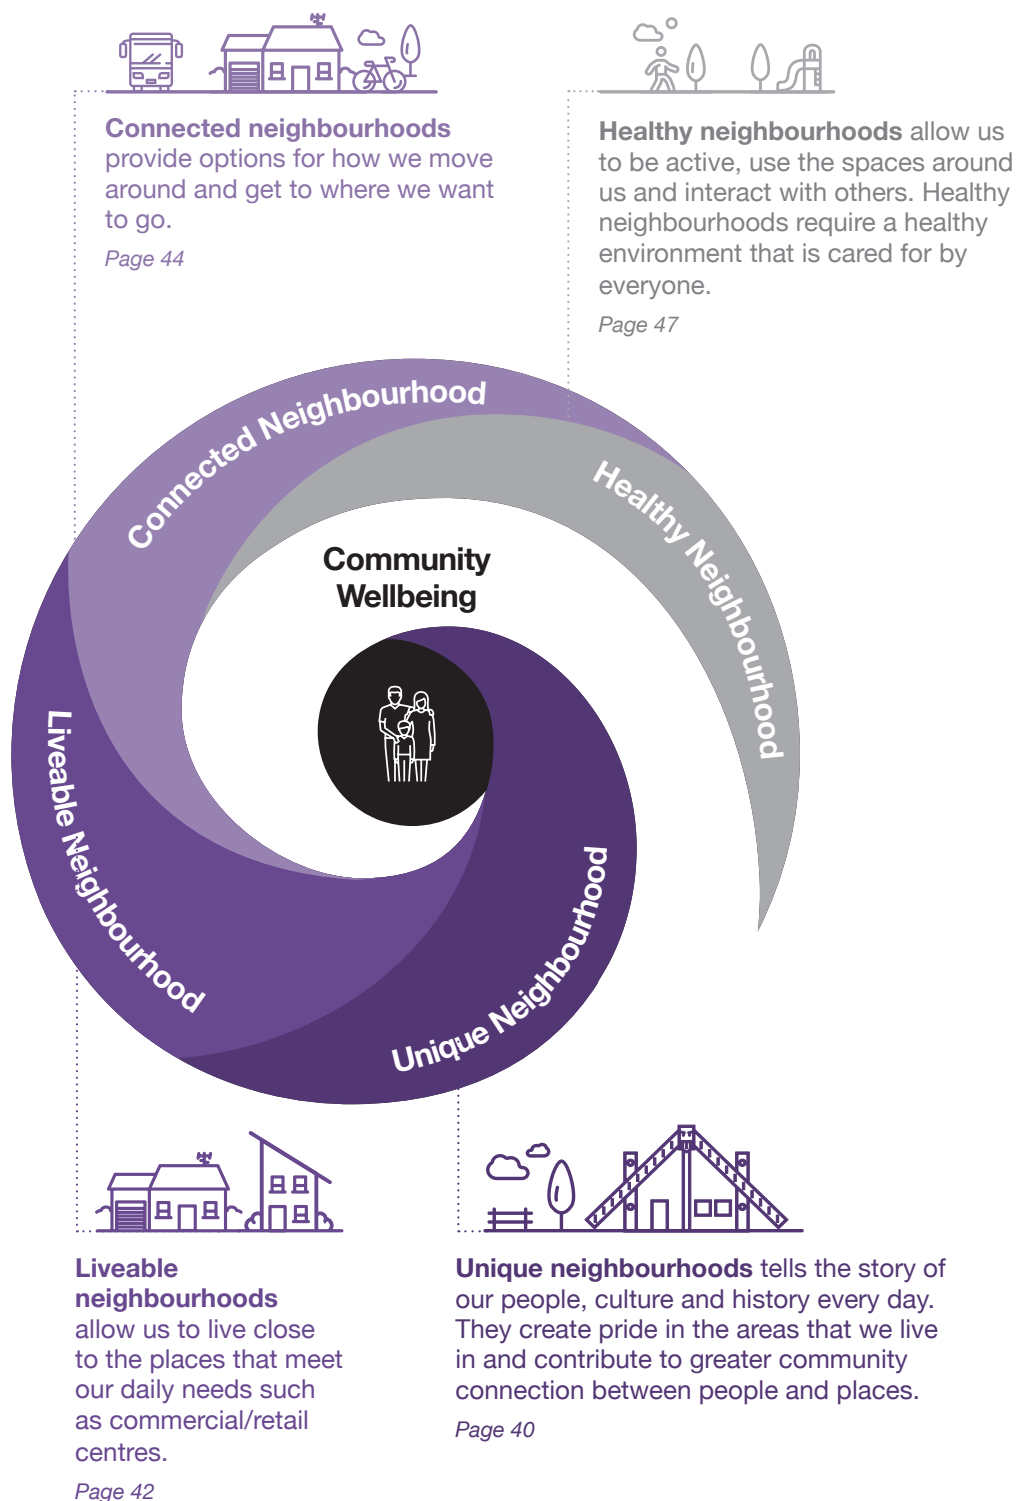 Connected neighbourhoods
provide options for how we move
around and get to where we want
to go.
Page 44
Healthy neighbourhoods allow us
to be active, use the spaces around
us and interact with others. Healthy
neighbourhoods require a healthy
environment that is cared for by
everyone.
Page 47
Connected Neighbourhood
Healthy Neighbourhood
Community
Wellbeing
Liveable Neighbourhood
Unique Neighbourhood
Liveable
neighbourhoods
allow us to live close
to the places that meet
our daily needs such
as commercial/retail
centres.
Page 42
Unique neighbourhoods tells the story of
our people, culture and history every day.
They create pride in the areas that we live
in and contribute to greater community
connection between people and places.
Page 40